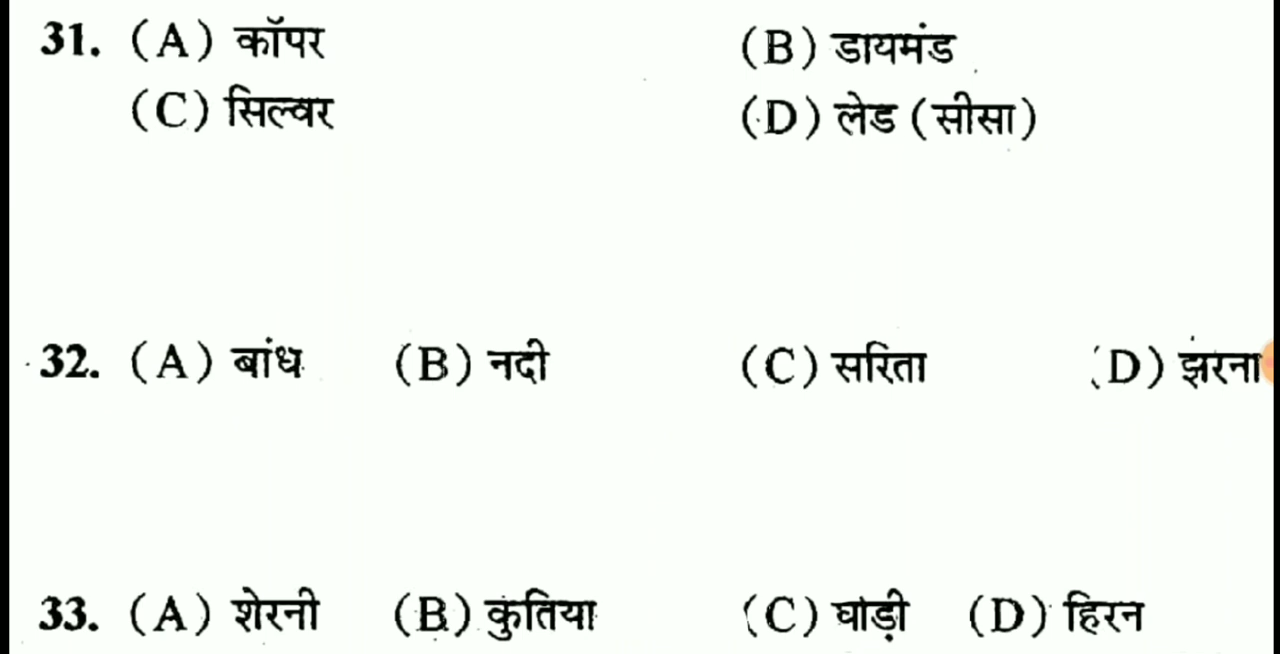 31. (A) कॉपर (B) डायमंड
(C) सिल्वर (D) लेड (सीसा)
32. (A) बांध (B) नदी (C) सरिता (D) झरना
33. (A) शेरनी (B) कुतिया (C) घोड़ी (D) हिरन